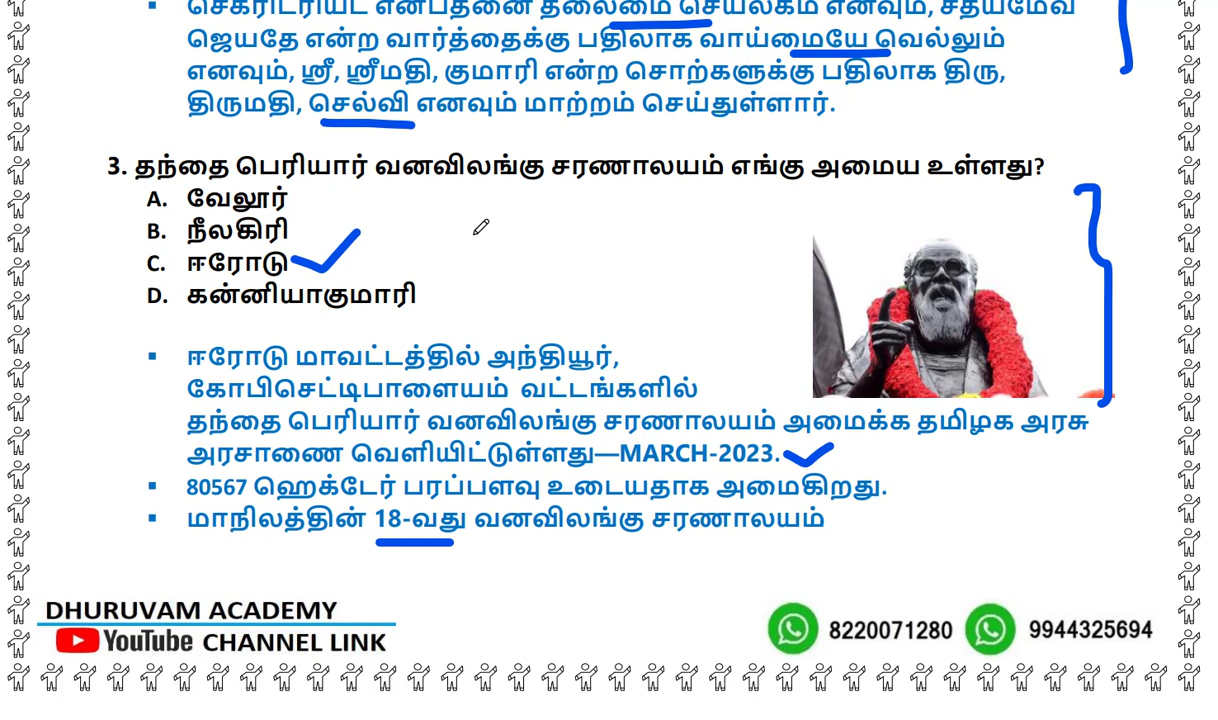 செகரட்டரியட் என்பதனை தலைமை செயலகம் எனவும், சத்யமேவ
ஜெயதே என்ற வார்த்தைக்கு பதிலாக வாய்மையே வெல்லும்
எனவும், ஸ்ரீ, ஸ்ரீமதி, குமாரி என்ற சொற்களுக்கு பதிலாக திரு,
திருமதி, செல்வி எனவும் மாற்றம் செய்துள்ளார்.
3. தந்தை பெரியார் வனவிலங்கு சரணாலயம் எங்கு அமைய உள்ளது?
A. வேலூர்
B. நீலகிரி
C. ஈரோடு
D. கன்னியாகுமாரி
▪ ஈரோடு மாவட்டத்தில் அந்தியூர்,
கோபிசெட்டிபாளையம் வட்டங்களில்
தந்தை பெரியார் வனவிலங்கு சரணாலயம் அமைக்க தமிழக அரசு
அரசாணை வெளியிட்டுள்ளது—MARCH-2023.
▪ 80567 ஹெக்டேர் பரப்பளவு உடையதாக அமைகிறது.
▪ மாநிலத்தின் 18-வது வனவிலங்கு சரணாலயம்
DHURUVAM ACADEMY
YouTube CHANNEL LINK
8220071280 9944325694